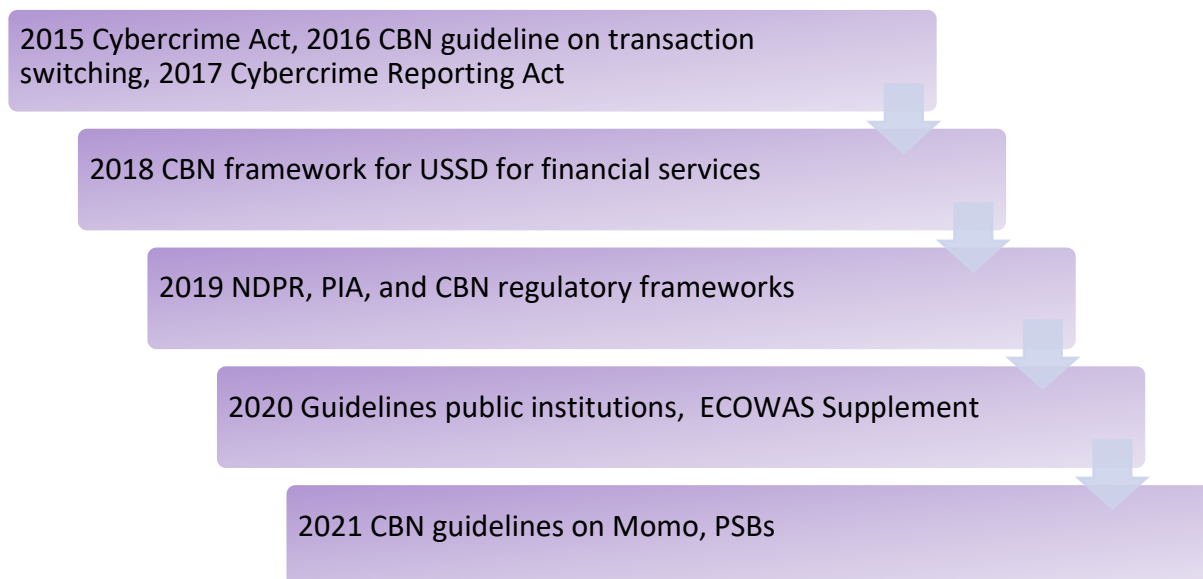 2015 Cybercrime Act, 2016 CBN guideline on transaction
switching, 2017 Cybercrime Reporting Act
2018 CBN framework for USSD for financial services
2019 NDPR, PIA, and CBN regulatory frameworks
2020 Guidelines public institutions,  ECOWAS Supplement
2021 CBN guidelines on Momo, PSBs